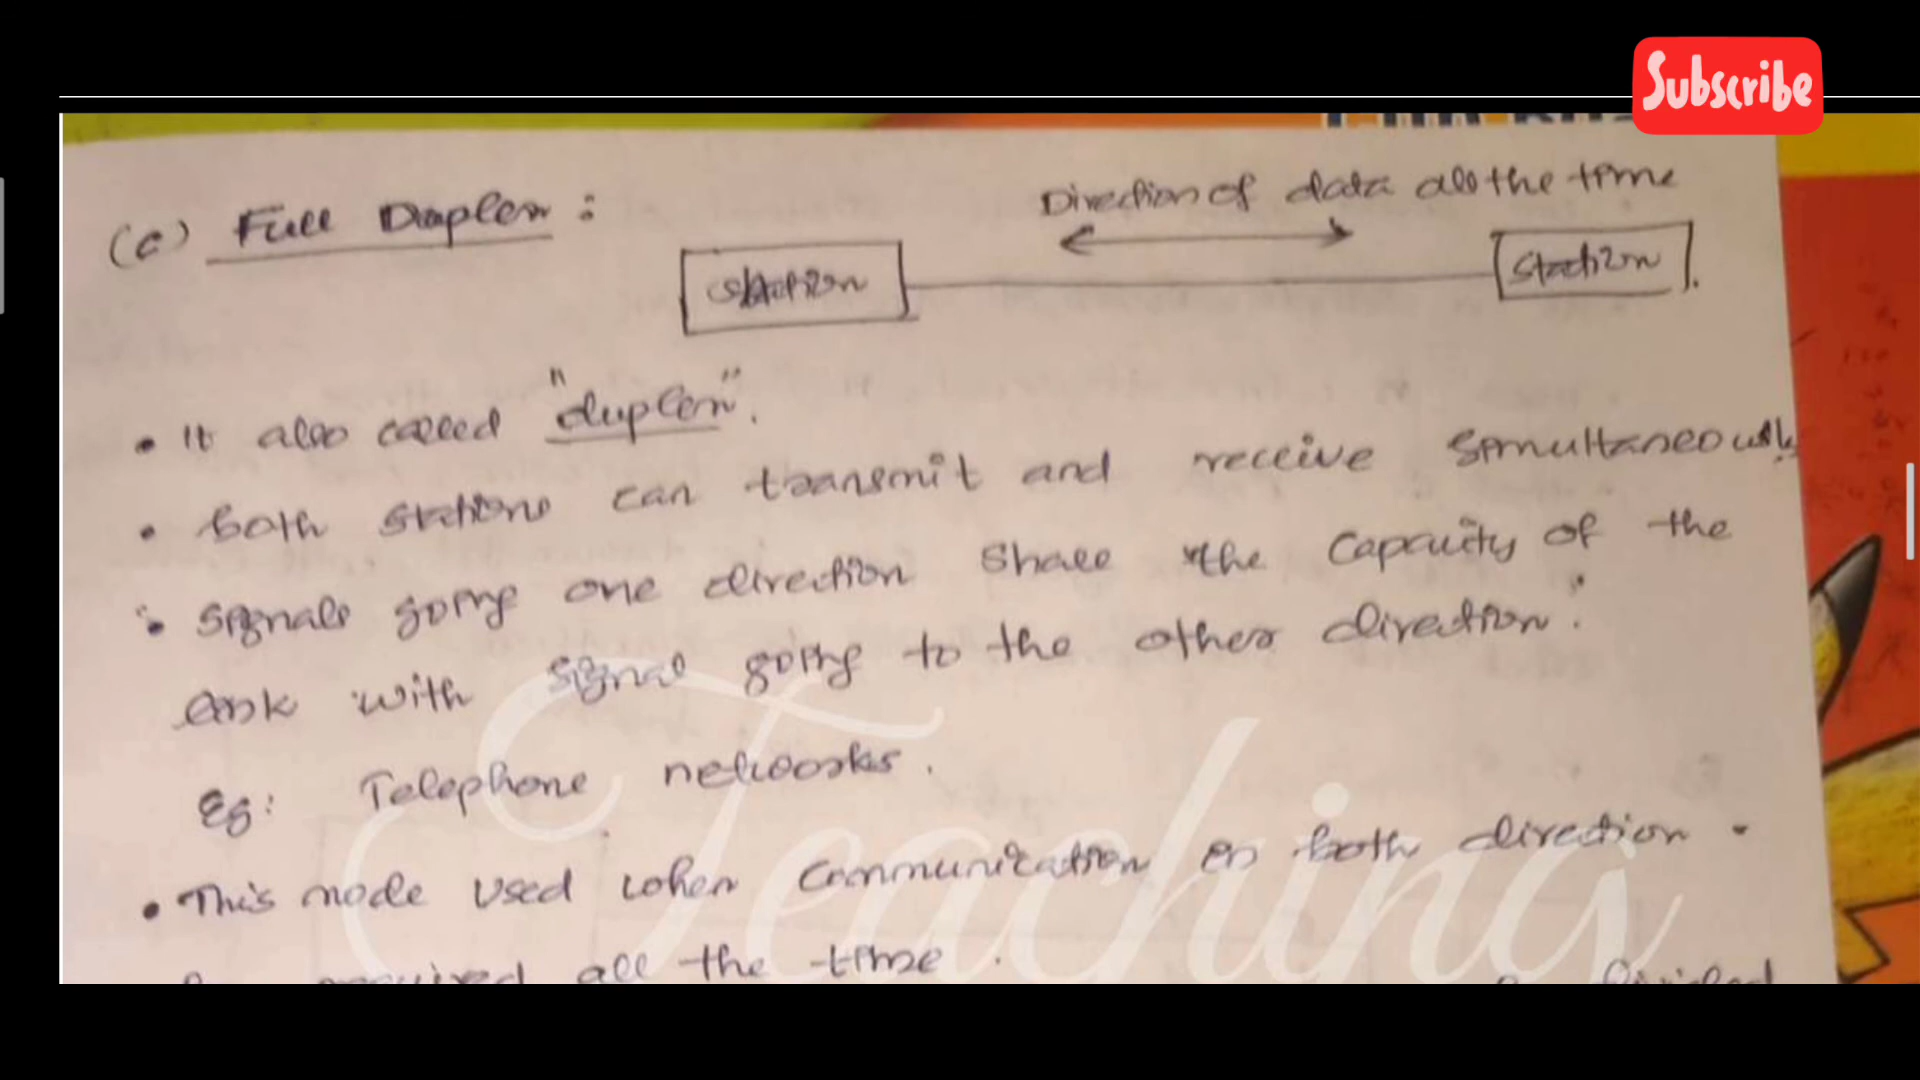 Subscribe
(c) Full Duplex :
Direction of data all the time
station
station
• It also called "duplex".
• both stations can transmit and receive simultaneously
• signals going one direction share the capacity of the
link with signal going to the other direction.
Eg: Telephone networks.
• This mode used when communication in both direction
required all the time.
Teaching